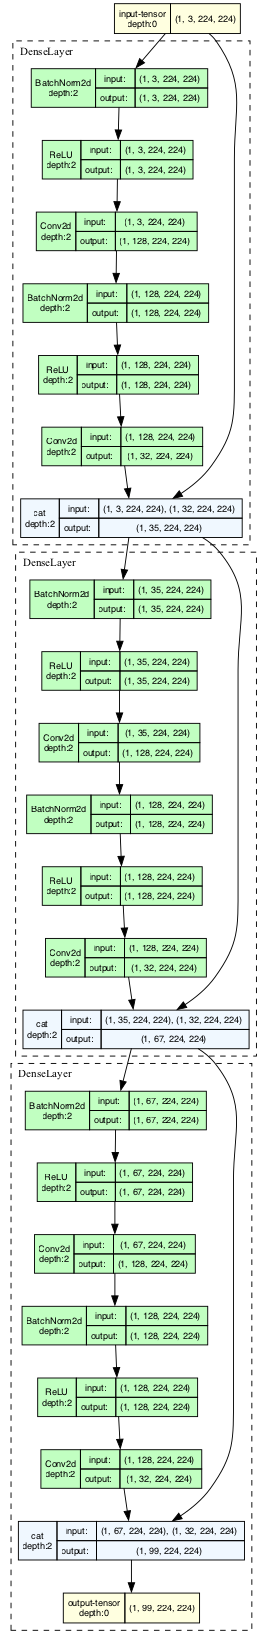 input-tensor
depth:0
(1, 3, 224, 224)
DenseLayer
BatchNorm2d
depth:2
input:
(1, 3, 224, 224)
output:
(1, 3, 224, 224)
ReLU
depth:2
input:
(1, 3, 224, 224)
output:
(1, 3, 224, 224)
Conv2d
depth:2
input:
(1, 3, 224, 224)
output:
(1, 128, 224, 224)
BatchNorm2d
depth:2
input:
(1, 128, 224, 224)
output:
(1, 128, 224, 224)
ReLU
depth:2
input:
(1, 128, 224, 224)
output:
(1, 128, 224, 224)
Conv2d
depth:2
input:
(1, 128, 224, 224)
output:
(1, 32, 224, 224)
cat
depth:2
input:
(1, 3, 224, 224), (1, 32, 224, 224)
output:
(1, 35, 224, 224)
DenseLayer
BatchNorm2d
depth:2
input:
(1, 35, 224, 224)
output:
(1, 35, 224, 224)
ReLU
depth:2
input:
(1, 35, 224, 224)
output:
(1, 35, 224, 224)
Conv2d
depth:2
input:
(1, 35, 224, 224)
output:
(1, 128, 224, 224)
BatchNorm2d
depth:2
input:
(1, 128, 224, 224)
output:
(1, 128, 224, 224)
ReLU
depth:2
input:
(1, 128, 224, 224)
output:
(1, 128, 224, 224)
Conv2d
depth:2
input:
(1, 128, 224, 224)
output:
(1, 32, 224, 224)
cat
depth:2
input:
(1, 35, 224, 224), (1, 32, 224, 224)
output:
(1, 67, 224, 224)
DenseLayer
BatchNorm2d
depth:2
input:
(1, 67, 224, 224)
output:
(1, 67, 224, 224)
ReLU
depth:2
input:
(1, 67, 224, 224)
output:
(1, 67, 224, 224)
Conv2d
depth:2
input:
(1, 67, 224, 224)
output:
(1, 128, 224, 224)
BatchNorm2d
depth:2
input:
(1, 128, 224, 224)
output:
(1, 128, 224, 224)
ReLU
depth:2
input:
(1, 128, 224, 224)
output:
(1, 128, 224, 224)
Conv2d
depth:2
input:
(1, 128, 224, 224)
output:
(1, 32, 224, 224)
cat
depth:2
input:
(1, 67, 224, 224), (1, 32, 224, 224)
output:
(1, 99, 224, 224)
output-tensor
depth:0
(1, 99, 224, 224)